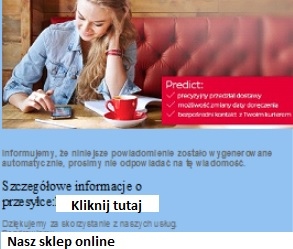 Predict:
✓ precyzyjny przedział dostawy
✓ możliwość zmiany daty doręczenia
✓ bezpośredni kontakt z Twoim kurierem
Informujemy, że niniejsze powiadomienie zostało wygenerowane
automatycznie, prosimy nie odpowiadać na tę wiadomość.
Szczegółowe informacje o
przesyłce: Kliknij tutaj
Dziękujemy za skorzystanie z naszych usług.
Nasz sklep online